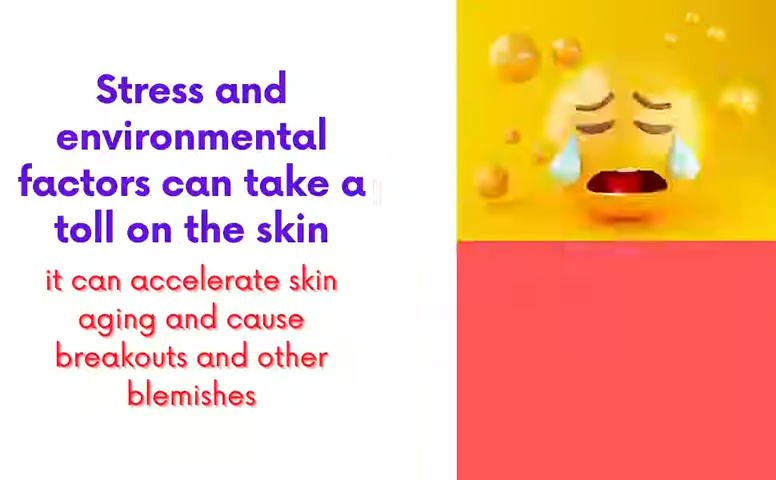 Stress and
environmental
factors can take a
toll on the skin
it can accelerate skin
aging and cause
breakouts and other
blemishes